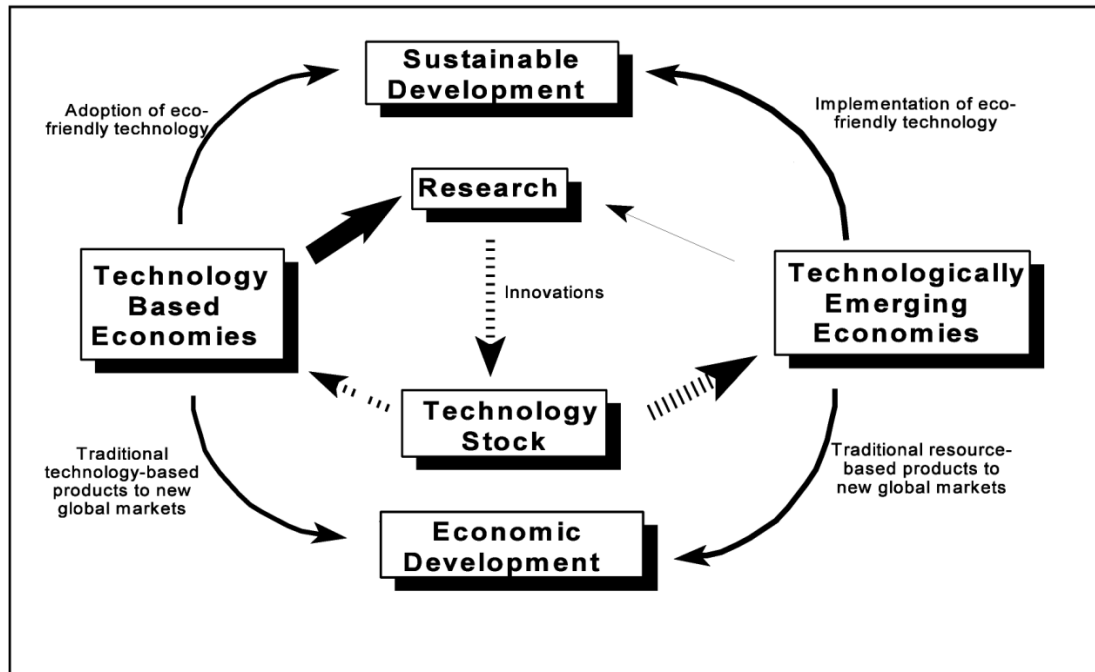 Sustainable
Development
Adoption of eco-
friendly technology
Implementation of eco-
friendly technology
Research
Technology
Based
Economies
Innovations
Technologically
Emerging
Economies
Technology
Stock
Traditional
technology-based
products to new
global markets
Traditional resource-
based products to
new global markets
Economic
Development